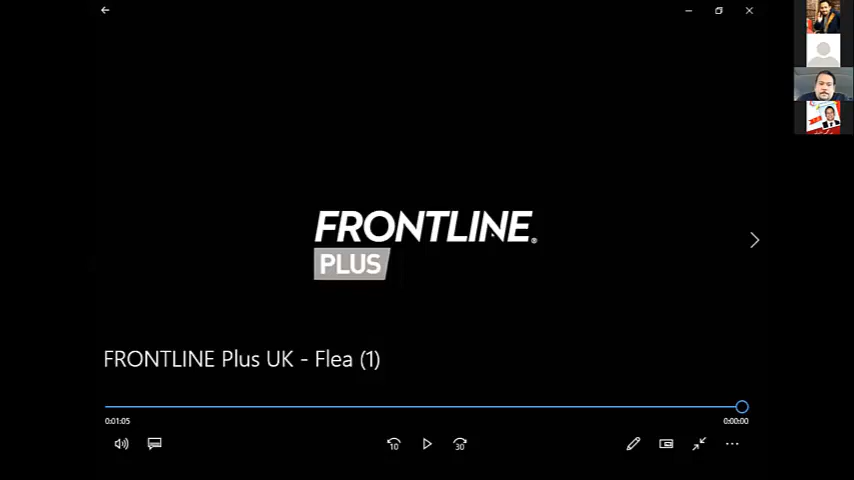 FRONTLINE®
PLUS
FRONTLINE Plus UK - Flea (1)
0:01:05
0:00:00
10
30